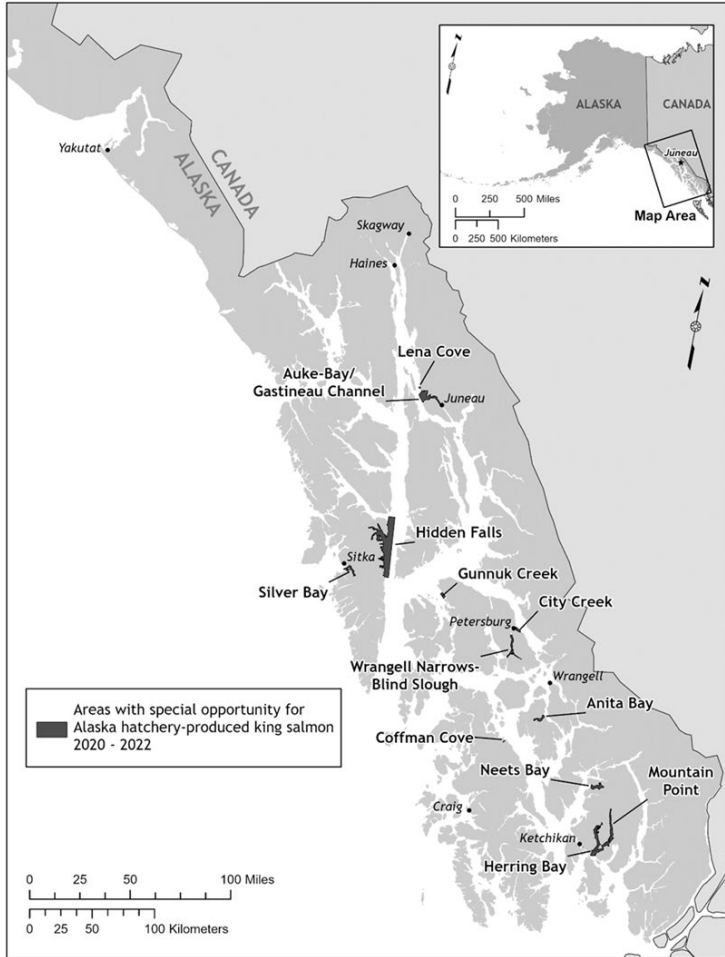 N
ALASKA
CANADA
Juneau
0 250 500 Miles
0 250 500 Kilometers
Map Area
Yakutat
CANADA
ALASKA
N
Skagway
Haines
Lena Cove
Auke-Bay/
Gastineau Channel
Juneau
Hidden Falls
Sitka
Silver Bay
Gunnuk Creek
City Creek
Petersburg
Wrangell Narrows-
Blind Slough
Wrangell
Anita Bay
Areas with special opportunity for
Alaska hatchery-produced king salmon
2020 - 2022
Coffman Cove
Neets Bay
Mountain
Point
Craig
Ketchikan
Herring Bay
0 50 100 Miles
0 25 50 100 Kilometers